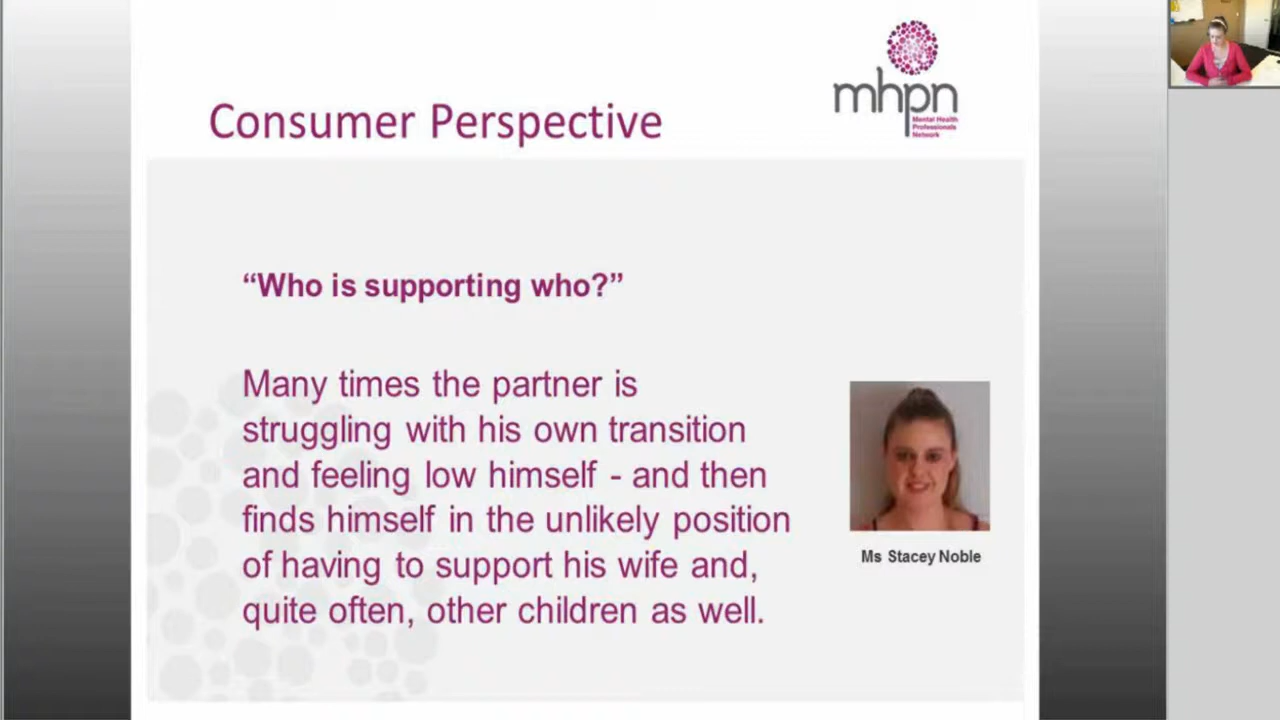 mhpn
Mental Health
Professionals
Network
Consumer Perspective
“Who is supporting who?”
Many times the partner is
struggling with his own transition
and feeling low himself - and then
finds himself in the unlikely position
of having to support his wife and,
quite often, other children as well.
Ms Stacey Noble